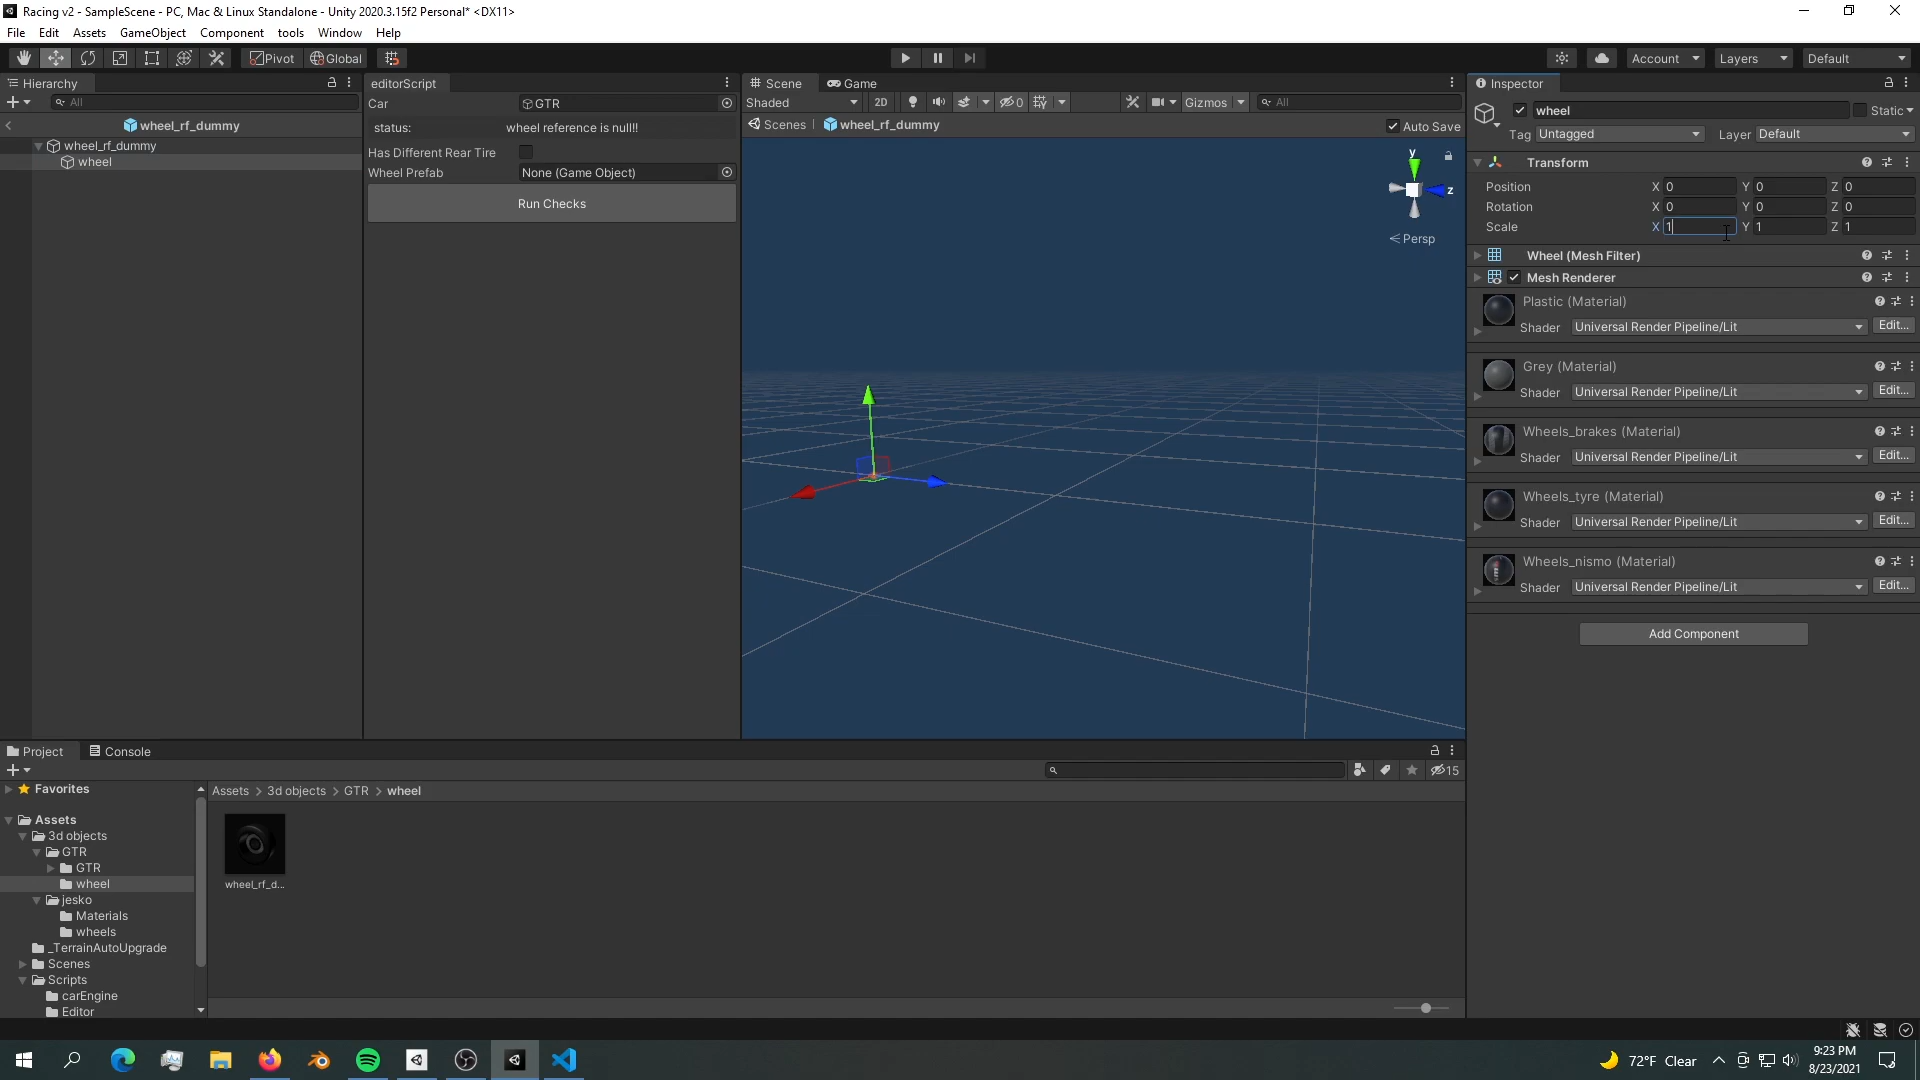 Racing v2 - SampleScene - PC, Mac & Linux Standalone - Unity 2020.3.15f2 Personal* <DX11>
File Edit Assets GameObject Component tools Window Help
Pivot Global Account Layers Default
Hierarchy
All
wheel_rf_dummy
wheel_rf_dummy
wheel
editorScript
Car GTR
status: wheel reference is null!!
Has Different Rear Tire
Wheel Prefab None (Game Object)
Run Checks
Scene Game
Shaded 2D 0 Gizmos All
Scenes wheel_rf_dummy Auto Save
y
z
Persp
Inspector
wheel Static
Tag Untagged Layer Default
Transform
Position X 0 Y 0 Z 0
Rotation X 0 Y 0 Z 0
Scale X 1 Y 1 Z 1
Wheel (Mesh Filter)
Mesh Renderer
Plastic (Material)
Shader Universal Render Pipeline/Lit Edit...
Grey (Material)
Shader Universal Render Pipeline/Lit Edit...
Wheels_brakes (Material)
Shader Universal Render Pipeline/Lit Edit...
Wheels_tyre (Material)
Shader Universal Render Pipeline/Lit Edit...
Wheels_nismo (Material)
Shader Universal Render Pipeline/Lit Edit...
Add Component
Project Console
15
Favorites
Assets
3d objects
GTR
GTR
wheel
jesko
Materials
wheels
_TerrainAutoUpgrade
Scenes
Scripts
carEngine
Editor
Assets > 3d objects > GTR > wheel
wheel_rf_d...
72°F Clear
9:23 PM
8/23/2021